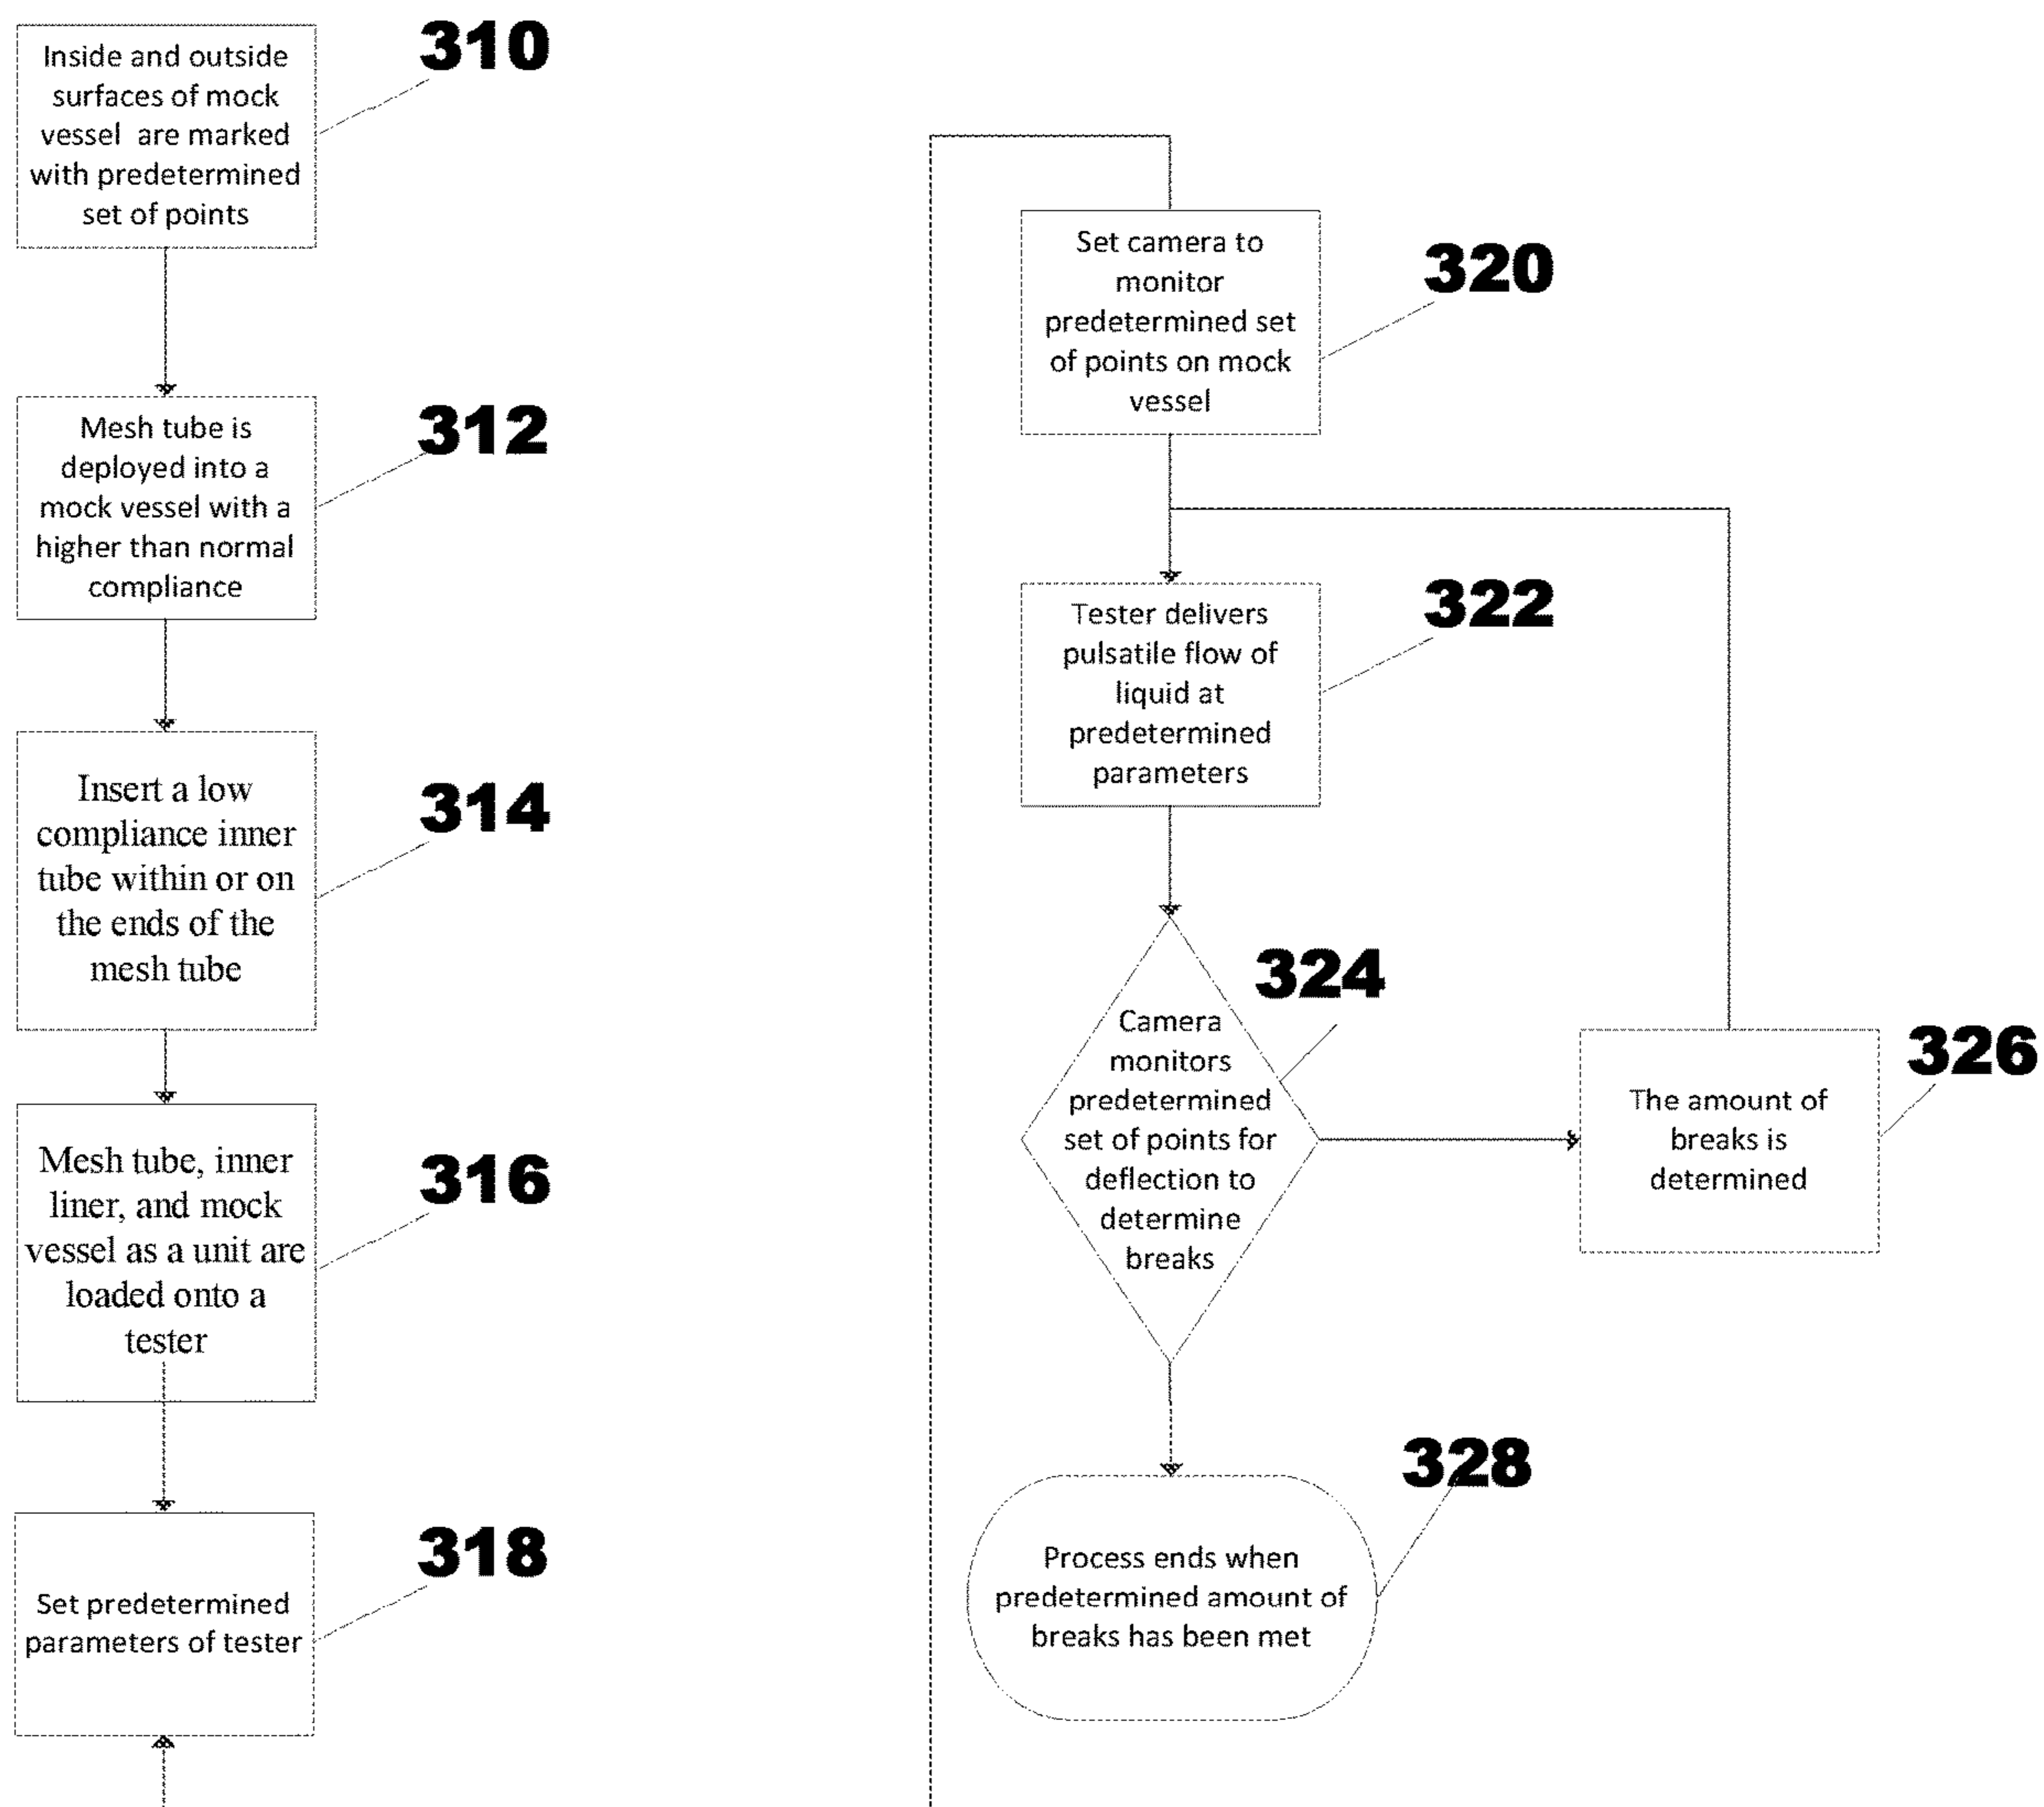 310
Inside and outside
surfaces of mock
vessel are marked
with predetermined
set of points
312
Mesh tube is
deployed into a
mock vessel with a
higher than normal
compliance
314
Insert a low
compliance inner
tube within or on
the ends of the
mesh tube
316
Mesh tube, inner
liner, and mock
vessel as a unit are
loaded onto a
tester
318
Set predetermined
parameters of tester
320
Set camera to
monitor
predetermined set
of points on mock
vessel
322
Tester delivers
pulsatile flow of
liquid at
predetermined
parameters
324
Camera
monitors
predetermined
set of points for
deflection to
determine
breaks
326
The amount of
breaks is
determined
328
Process ends when
predetermined amount of
breaks has been met